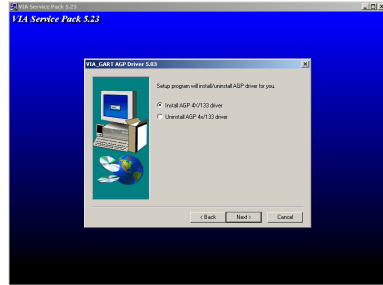 VIA Service Pack 5.23
VIA Service Pack 5.23
VIA_GART AGP Driver 5.03
Setup program will install/uninstall AGP driver for you.
Install AGP 4X/133 driver
Uninstall AGP 4x/133 driver
< Back
Next >
Cancel